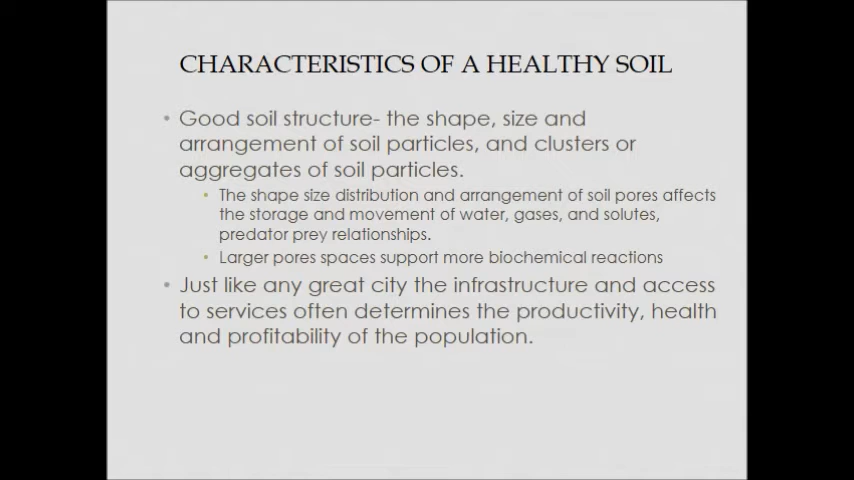 CHARACTERISTICS OF A HEALTHY SOIL
• Good soil structure- the shape, size and
arrangement of soil particles, and clusters or
aggregates of soil particles.
• The shape size distribution and arrangement of soil pores affects
the storage and movement of water, gases, and solutes,
predator prey relationships.
• Larger pores spaces support more biochemical reactions
• Just like any great city the infrastructure and access
to services often determines the productivity, health
and profitability of the population.